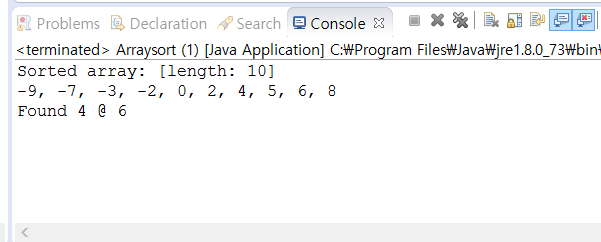 Problems Declaration Search Console
<terminated> Arraysort (1) [Java Application] C:₩Program Files₩Java₩jre1.8.0_73₩bin₩
Sorted array: [length: 10]
-9, -7, -3, -2, 0, 2, 4, 5, 6, 8
Found 4 @ 6